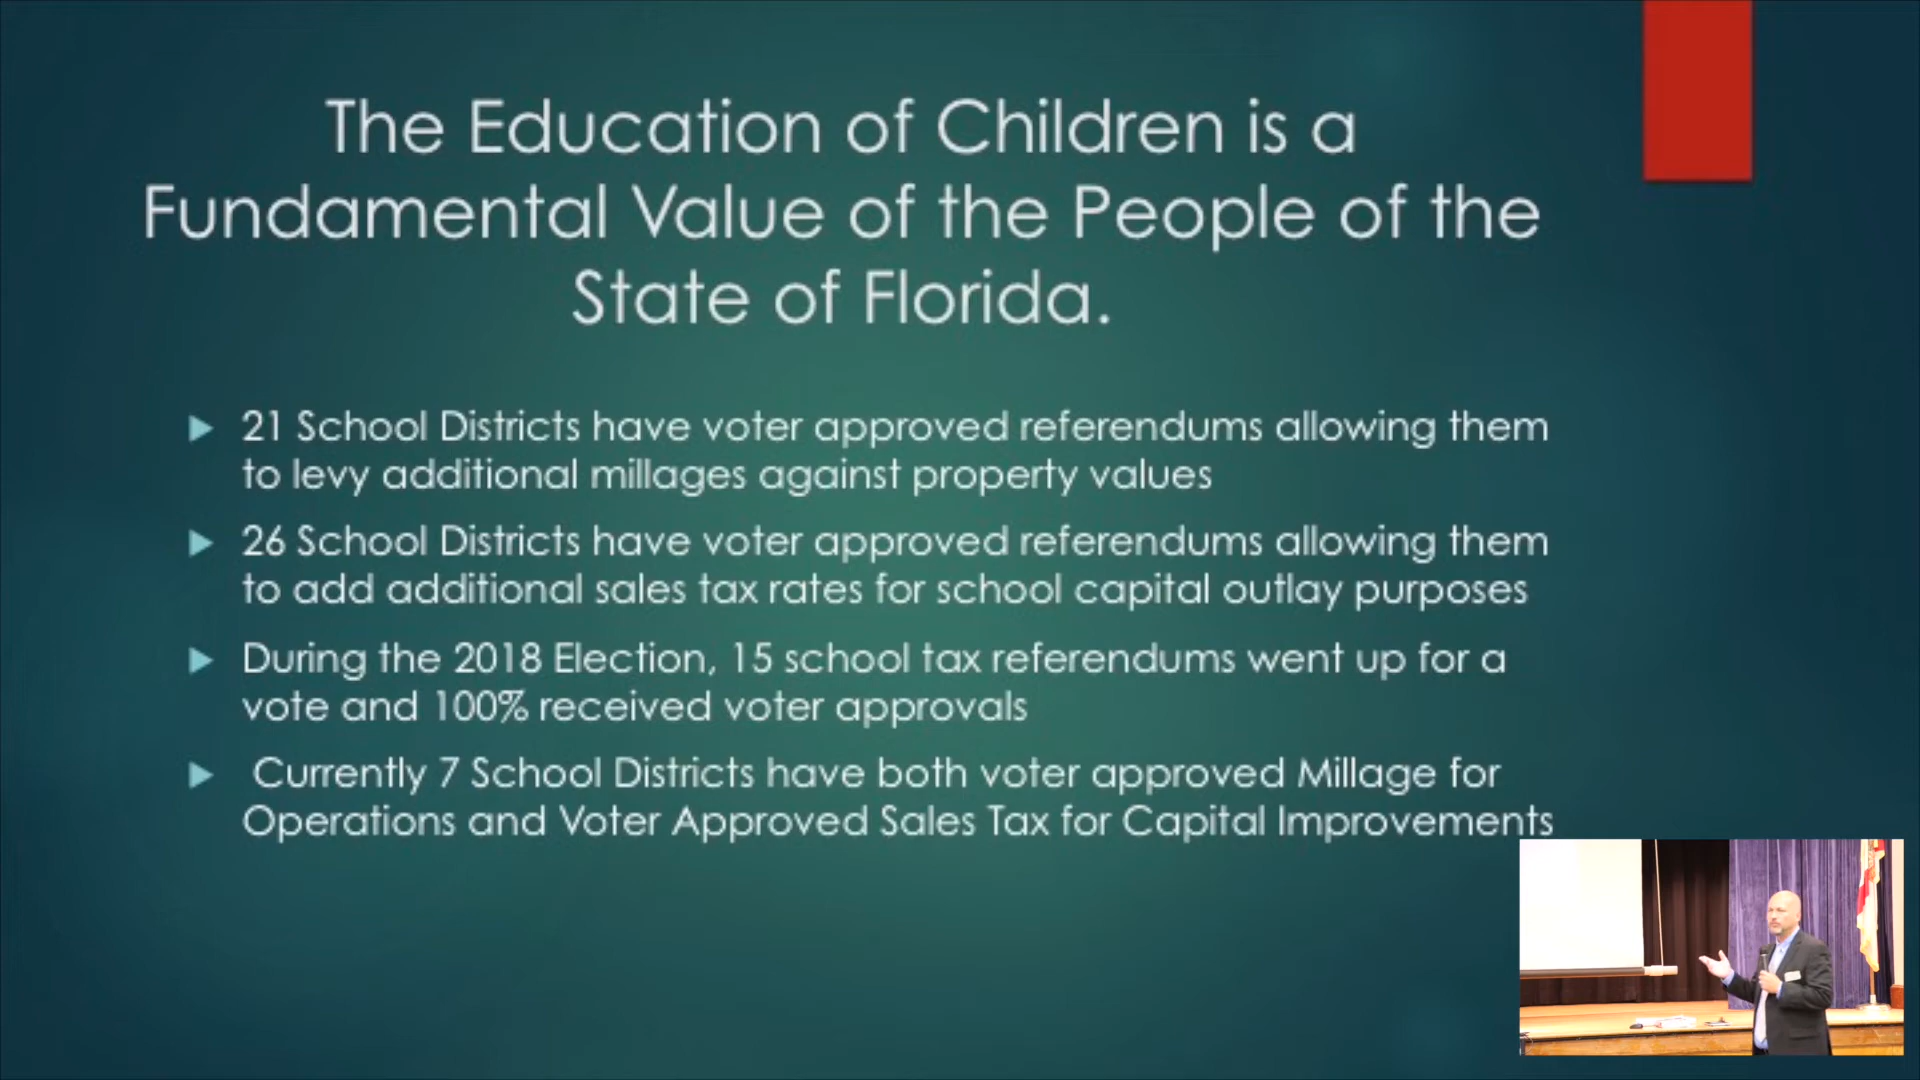 The Education of Children is a
Fundamental Value of the People of the
State of Florida.
21 School Districts have voter approved referendums allowing them
to levy additional millages against property values
26 School Districts have voter approved referendums allowing them
to add additional sales tax rates for school capital outlay purposes
During the 2018 Election, 15 school tax referendums went up for a
vote and 100% received voter approvals
Currently 7 School Districts have both voter approved Millage for
Operations and Voter Approved Sales Tax for Capital Improvements